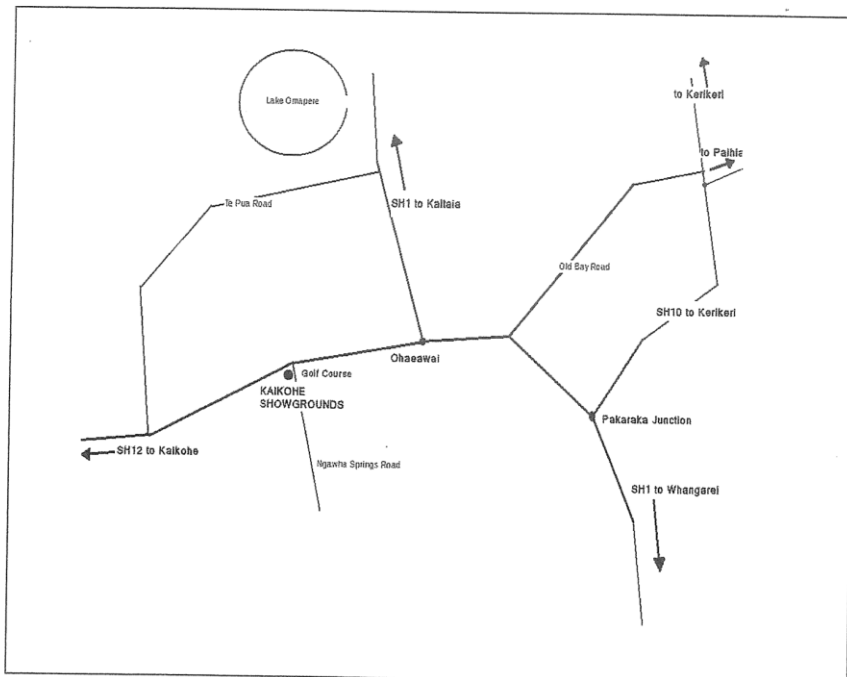 to Kerikeri
Lake Omapere
to Paihia
Te Pua Road
SH1 to Kaitaia
Old Bay Road
SH10 to Kerikeri
Ohaeawai
Golf Course
KAIKOHE
SHOWGROUNDS
Pakaraka Junction
SH12 to Kaikohe
Ngawha Springs Road
SH1 to Whangarei